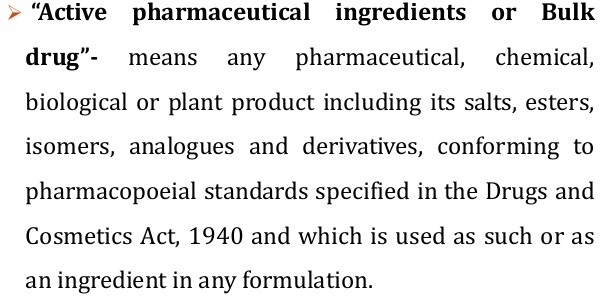 ➢ “Active pharmaceutical ingredients or Bulk
drug”- means any pharmaceutical, chemical,
biological or plant product including its salts, esters,
isomers, analogues and derivatives, conforming to
pharmacopoeial standards specified in the Drugs and
Cosmetics Act, 1940 and which is used as such or as
an ingredient in any formulation.